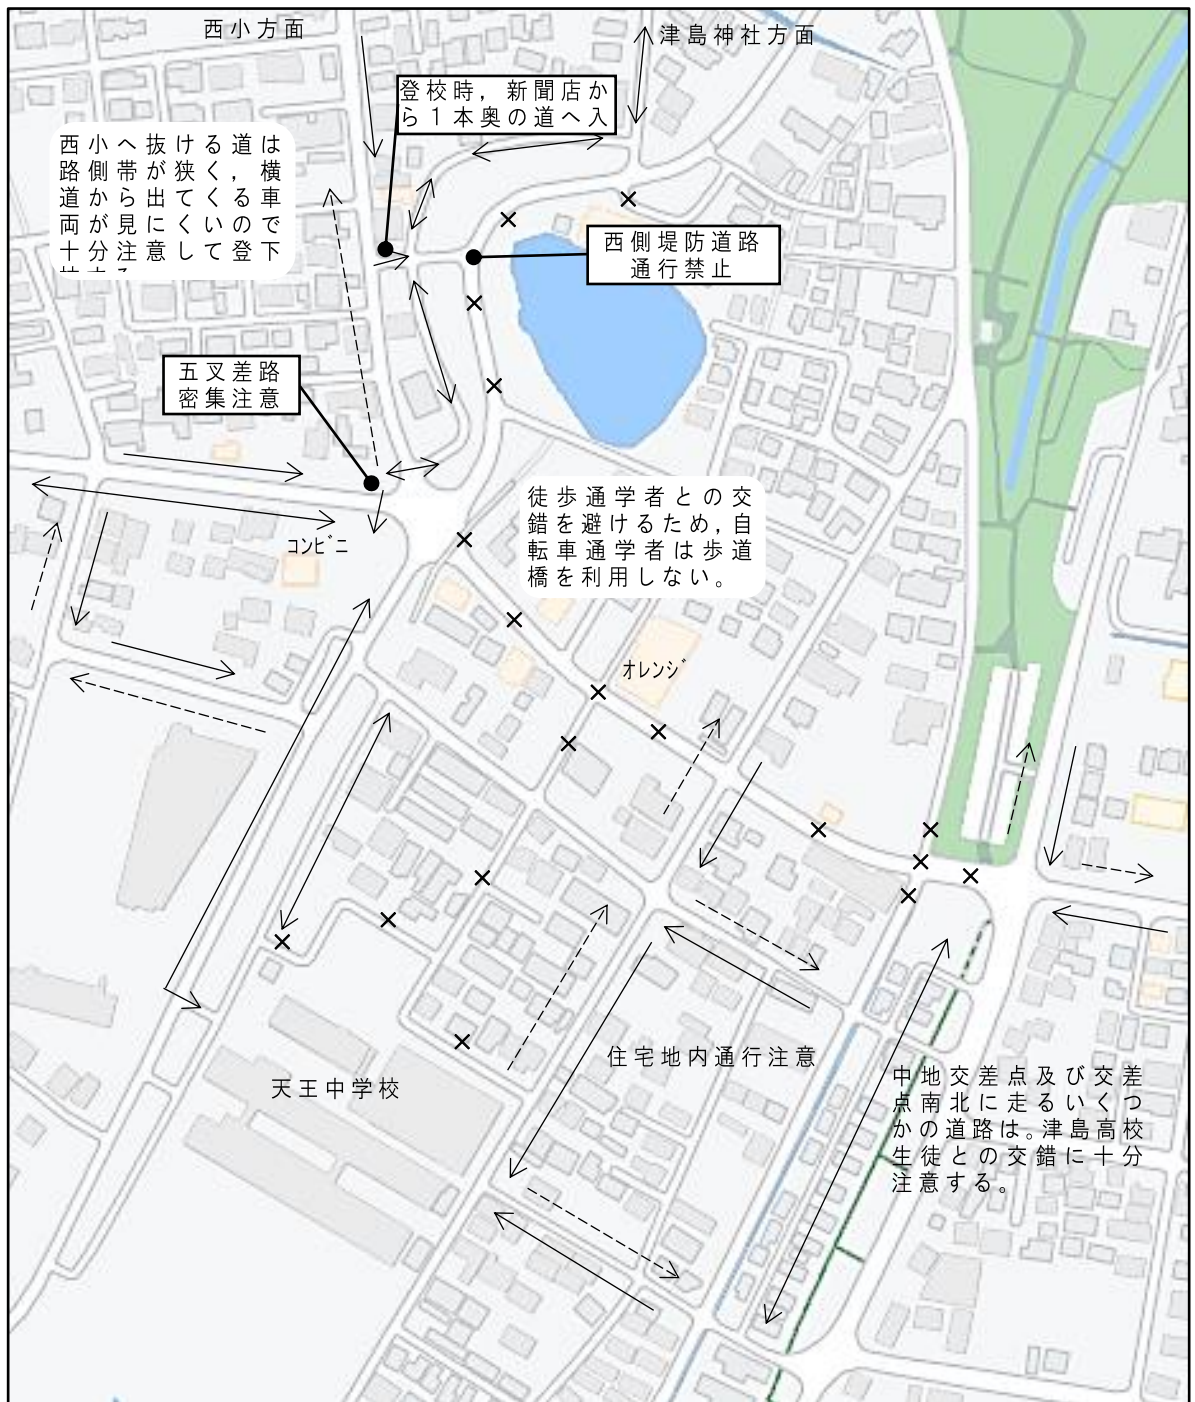 西小方面
津島神社方面
登校時，新聞店か
ら１本奥の道へ入
西小へ抜ける道は
路側帯が狭く，横
道から出てくる車
両が見にくいので
十分注意して登下
西側堤防道路
通行禁止
五叉差路
密集注意
徒歩通学者との交
錯を避けるため，自
転車通学者は歩道
橋を利用しない。
ｺﾝﾋﾞﾆ
ｵﾚﾝｼﾞ
住宅地内通行注意
天王中学校
中地交差点及び交差
点南北に走るいくつ
かの道路は。津島高校
生徒との交錯に十分
注意する。